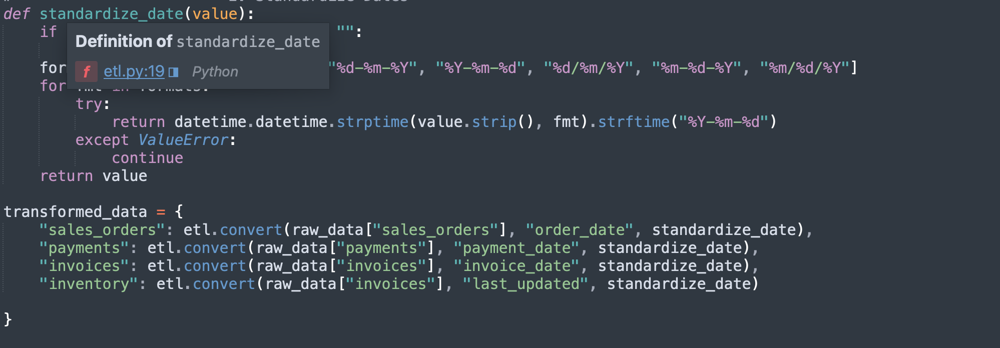 def standardize_date(value):
if "":
Definition of standardize_date
f etl.py:19 Python
for "%d-%m-%Y", "%Y-%m-%d", "%d/%m/%Y", "%m-%d-%Y", "%m/%d/%Y"]
for fmt in formats:
try:
return datetime.datetime.strptime(value.strip(), fmt).strftime("%Y-%m-%d")
except ValueError:
continue
return value
transformed_data = {
"sales_orders": etl.convert(raw_data["sales_orders"], "order_date", standardize_date),
"payments": etl.convert(raw_data["payments"], "payment_date", standardize_date),
"invoices": etl.convert(raw_data["invoices"], "invoice_date", standardize_date),
"inventory": etl.convert(raw_data["invoices"], "last_updated", standardize_date)
}